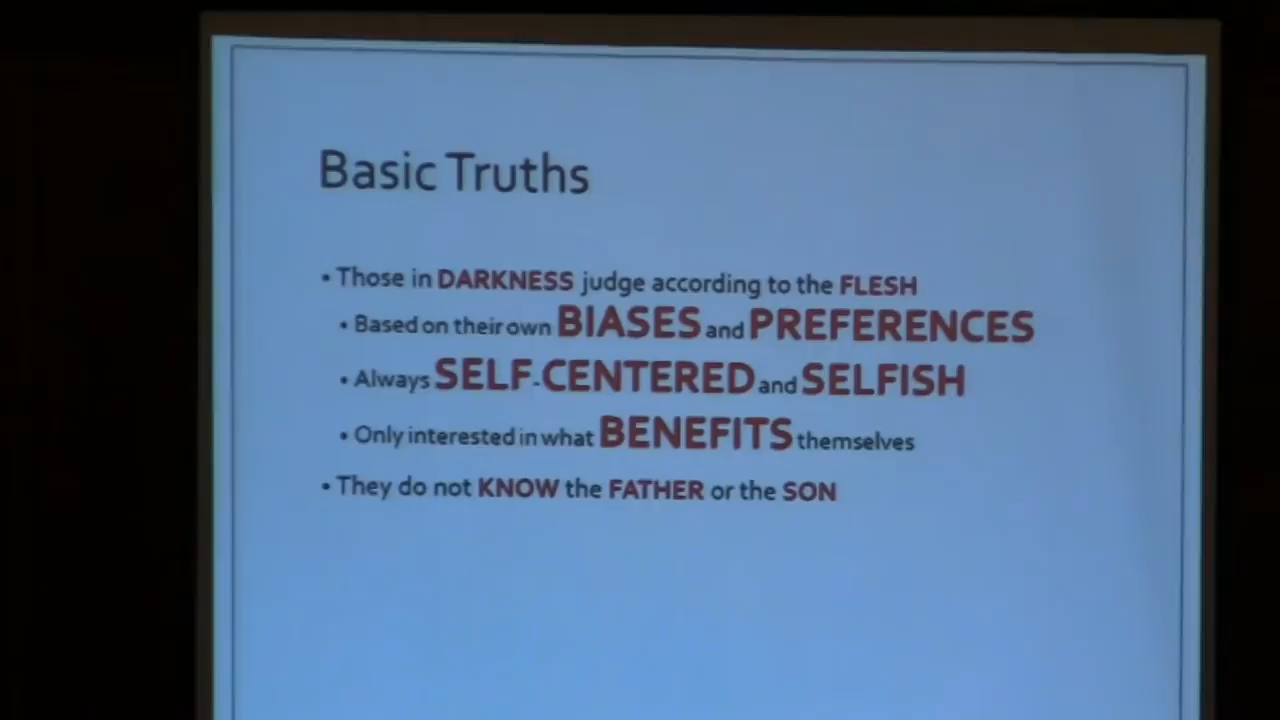 Basic Truths
• Those in DARKNESS judge according to the FLESH
• Based on their own BIASES and PREFERENCES
• Always SELF-CENTERED and SELFISH
• Only interested in what BENEFITS themselves
• They do not KNOW the FATHER or the SON